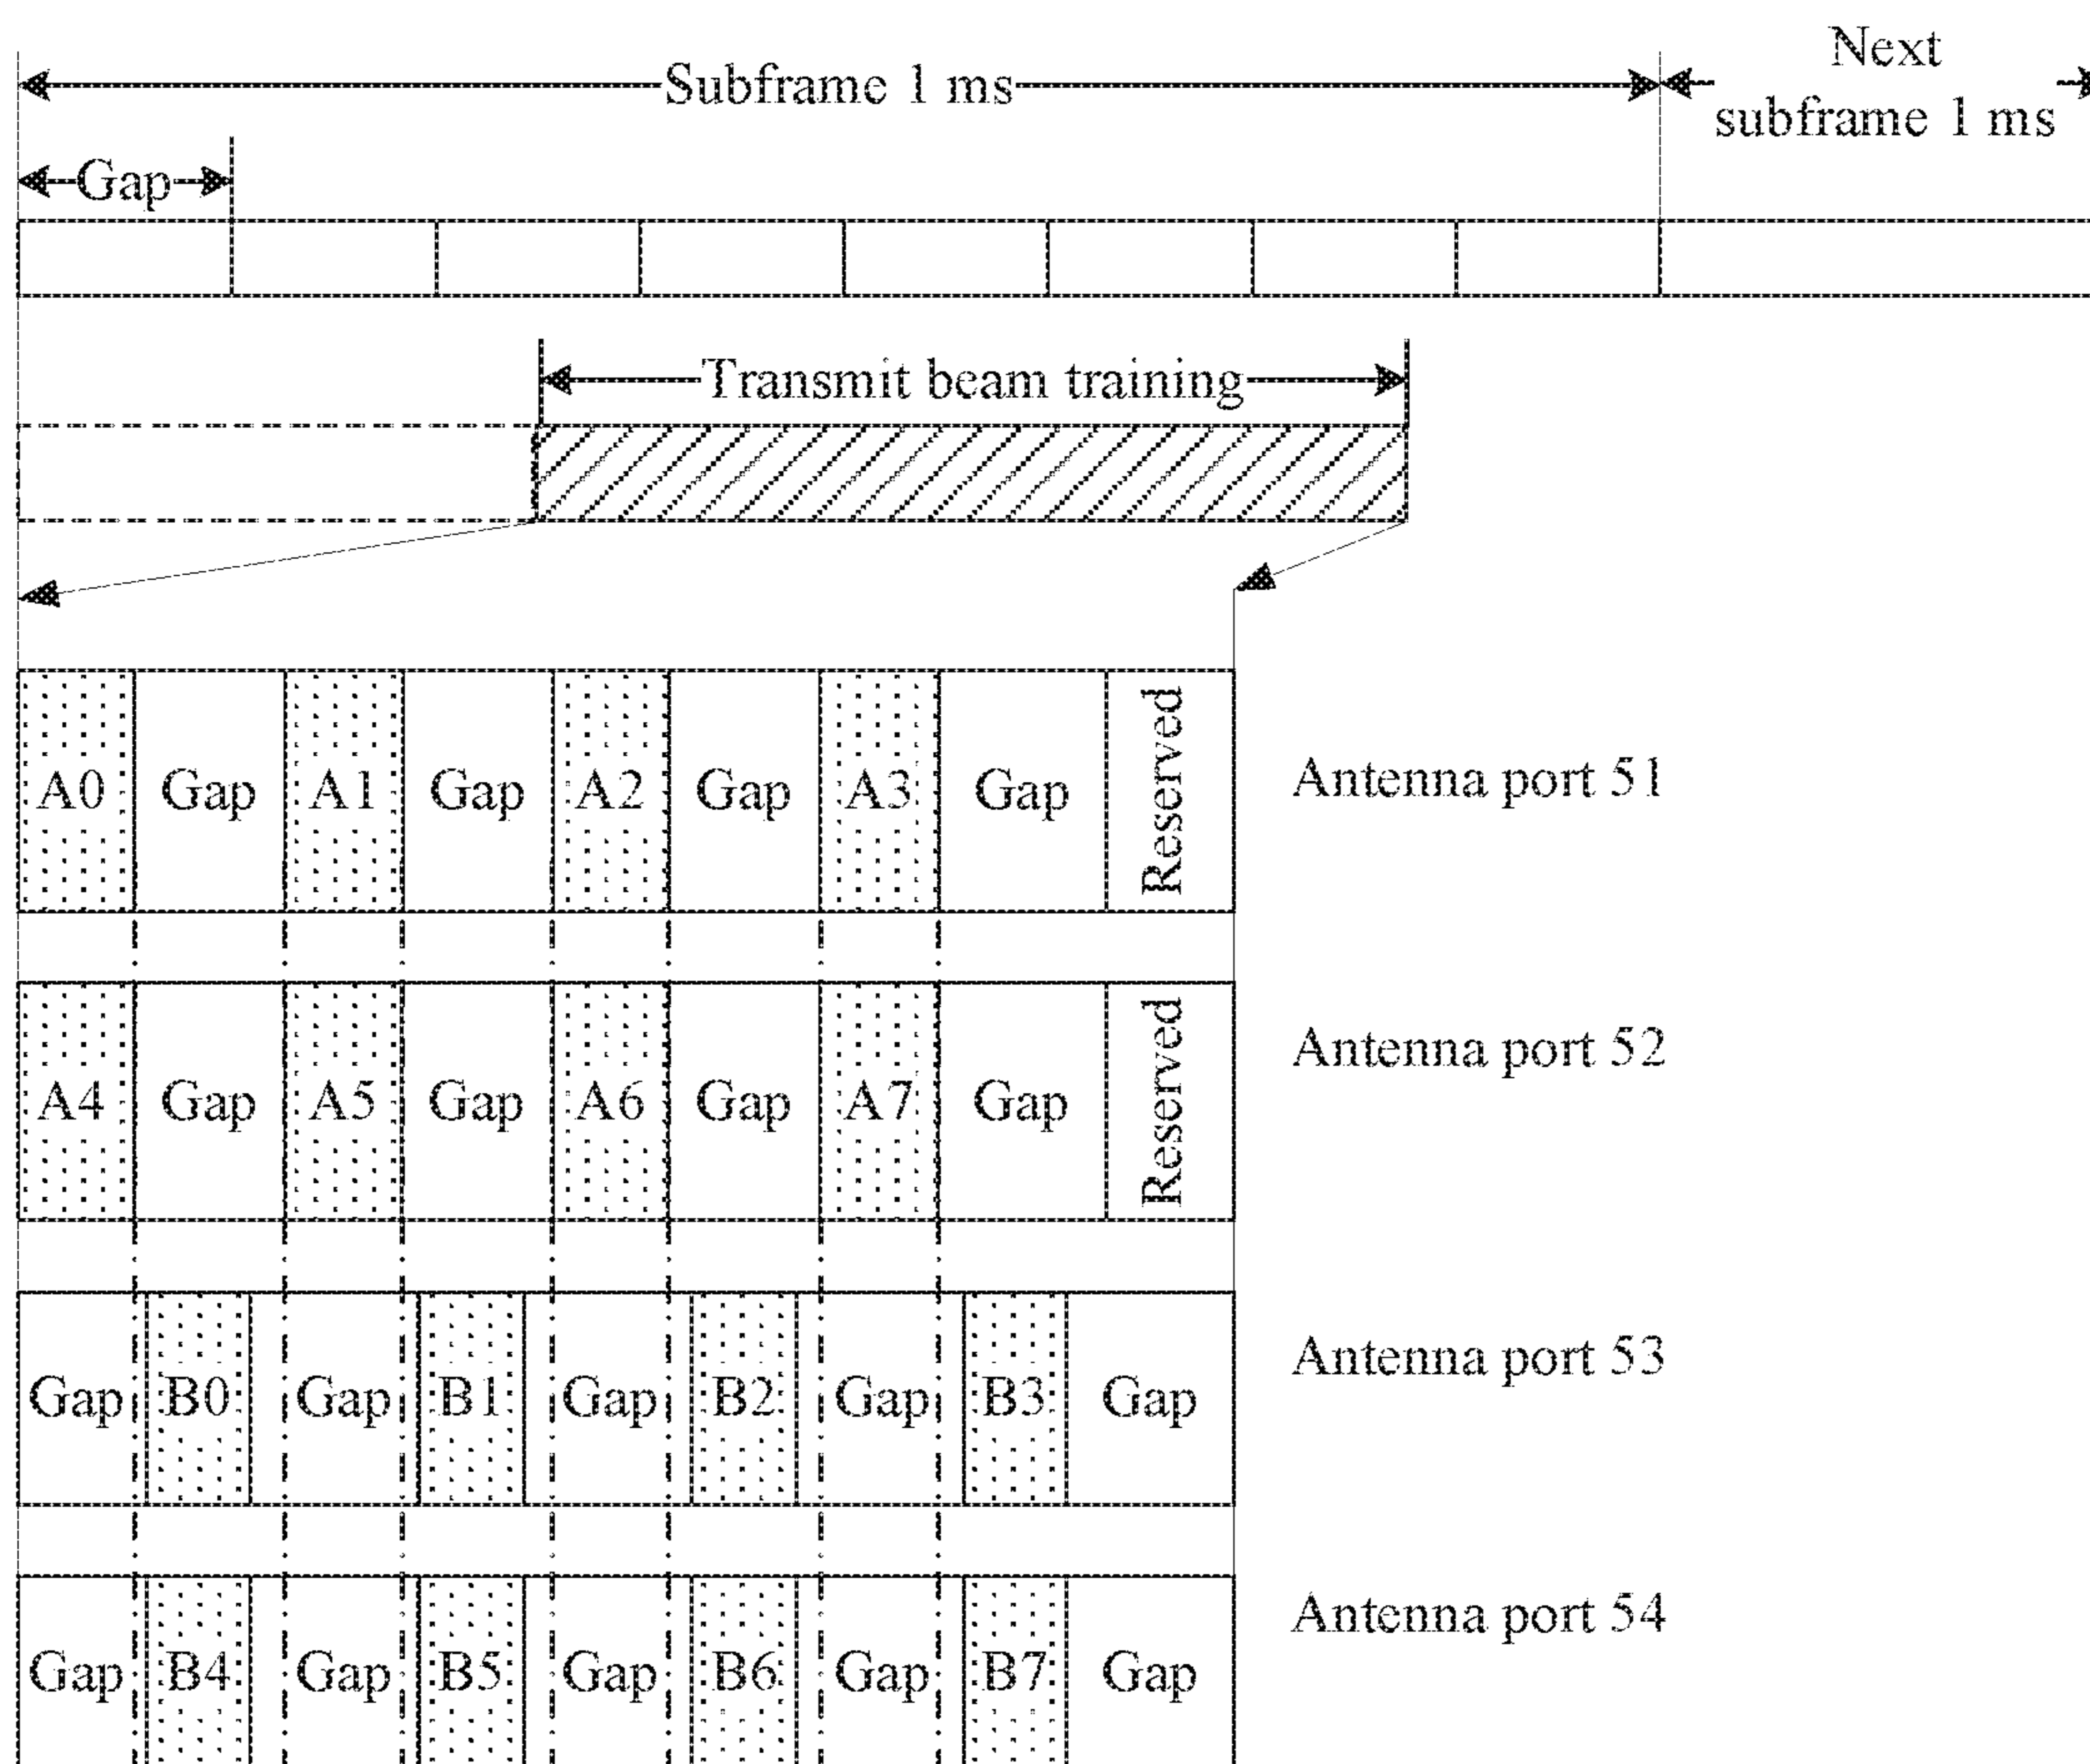 Subframe 1 ms
Next
subframe 1 ms
Gap
Transmit beam training
A0 Gap A1 Gap A2 Gap A3 Gap Reserved Antenna port 51
A4 Gap A5 Gap A6 Gap A7 Gap Reserved Antenna port 52
Gap B0 Gap B1 Gap B2 Gap B3 Gap Antenna port 53
Gap B4 Gap B5 Gap B6 Gap B7 Gap Antenna port 54